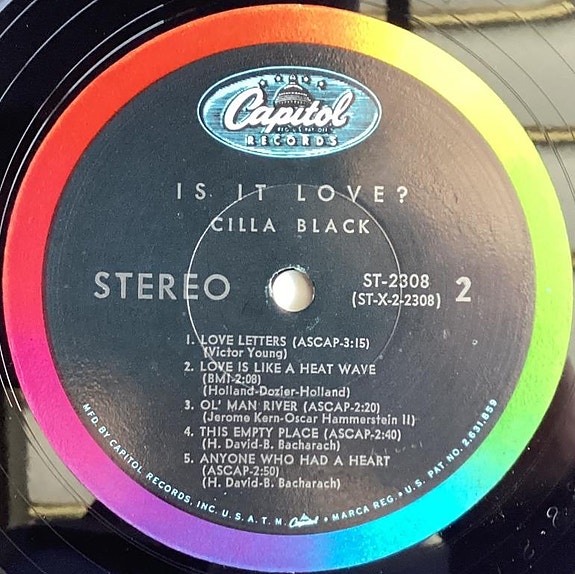 Capitol
REG. U.S. PAT. OFF.
RECORDS
IS IT LOVE?
CILLA BLACK
STEREO
ST-2308
(ST-X-2-2308)
2
1. LOVE LETTERS (ASCAP-3:15)
(Victor Young)
2. LOVE IS LIKE A HEAT WAVE
(BMI-2:08)
(Holland-Dozier-Holland)
3. OL' MAN RIVER (ASCAP-2:20)
(Jerome Kern-Oscar Hammerstein II)
4. THIS EMPTY PLACE (ASCAP-2:40)
(H. David-B. Bacharach)
5. ANYONE WHO HAD A HEART
(ASCAP-2:50)
(H. David-B. Bacharach)
MFD. BY CAPITOL RECORDS, INC. U.S.A. T.M. Capitol • MARCA REG. • U.S. PAT. NO. 2,631,859